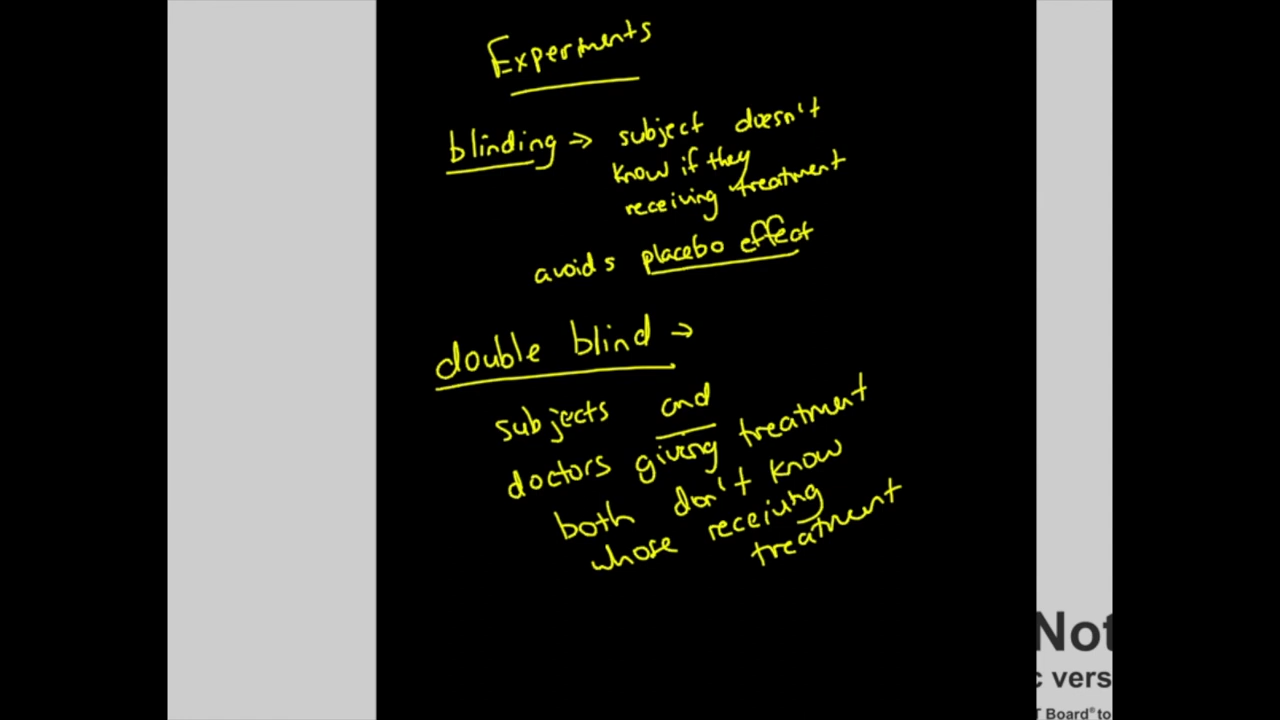 Experiments
blinding → subject doesn't
know if they
receiving treatment
avoids placebo effect
double blind →
subjects and
doctors giving treatment
both don't know
whose receiving
treatment
Not
c vers
T Board® to